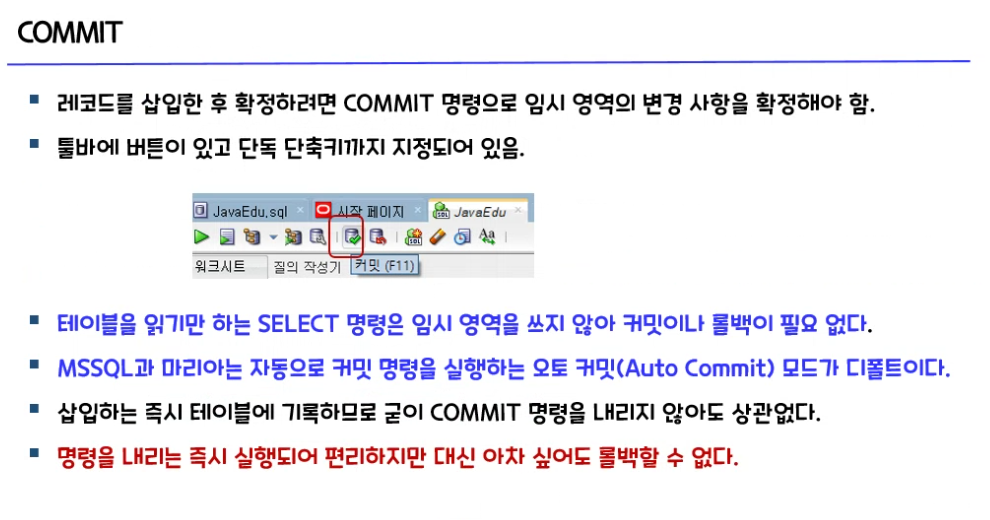 COMMIT
레코드를 삽입한 후 확정하려면 COMMIT 명령으로 임시 영역의 변경 사항을 확정해야 함.
툴바에 버튼이 있고 단독 단축키까지 지정되어 있음.
JavaEdu.sql × 시작 페이지 × JavaEdu ×
워크시트 질의 작성기 커밋 (F11)
테이블을 읽기만 하는 SELECT 명령은 임시 영역을 쓰지 않아 커밋이나 롤백이 필요 없다.
MSSQL과 마리아는 자동으로 커밋 명령을 실행하는 오토 커밋(Auto Commit) 모드가 디폴트이다.
삽입하는 즉시 테이블에 기록하므로 굳이 COMMIT 명령을 내리지 않아도 상관없다.
명령을 내리는 즉시 실행되어 편리하지만 대신 아차 싶어도 롤백할 수 없다.